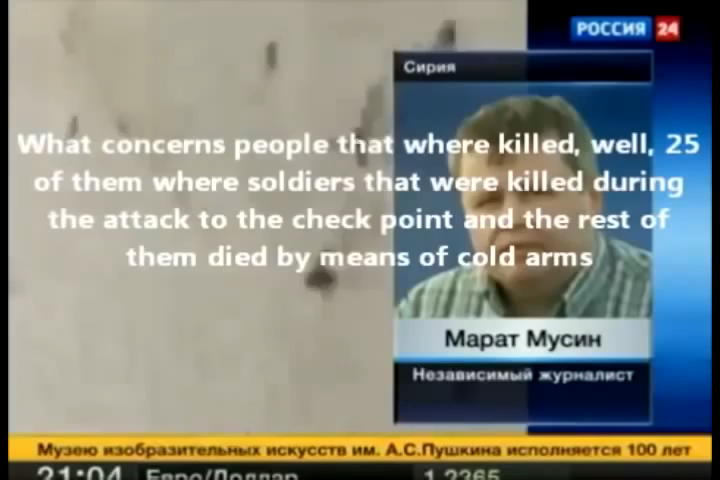 РОССИЯ 24
Сирия
What concerns people that where killed, well, 25
of them where soldiers that were killed during
the attack to the check point and the rest of
them died by means of cold arms
Марат Мусин
Независимый журналист
Музею изобразительных искусств им. А.С.Пушкина исполняется 100 лет
21:04 Евро/Доллар 1.2365